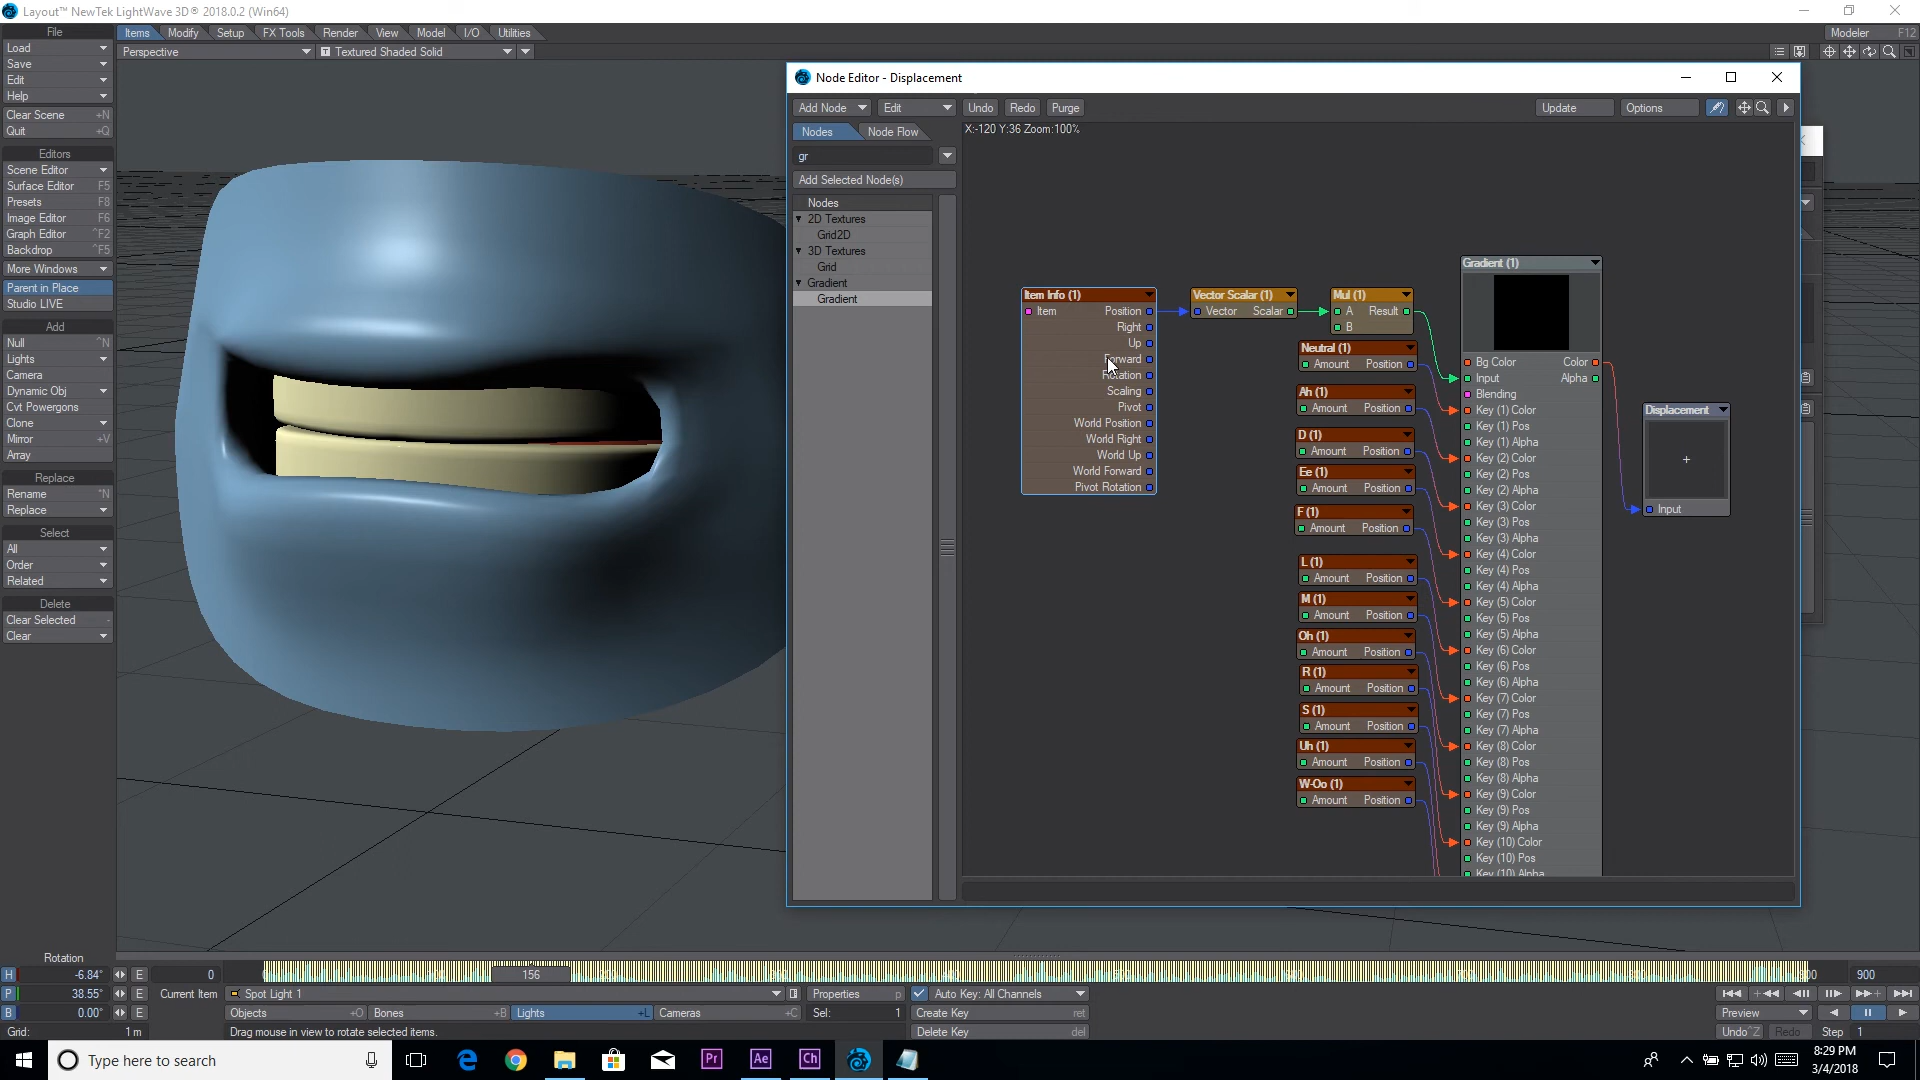 Layout™ NewTek LightWave 3D® 2018.0.2 (Win64)
File
Items
Modify
Setup
FX Tools
Render
View
Model
I/O
Utilities
Modeler F12
Load
Perspective
T Textured Shaded Solid
Save
Edit
Help
Clear Scene +N
Quit +Q
Editors
Scene Editor
Surface Editor F5
Presets F8
Image Editor F6
Graph Editor ^F2
Backdrop ^F5
More Windows
Parent in Place
Studio LIVE
Add
Null ^N
Lights
Camera
Dynamic Obj
Cvt Powergons
Clone
Mirror +V
Array
Replace
Rename
Replace
Select
All
Order
Related
Delete
Clear Selected -
Clear
Node Editor - Displacement
Add Node
Edit
Undo
Redo
Purge
Update
Options
Nodes
Node Flow
X:-120 Y:36 Zoom:100%
gr
Add Selected Node(s)
Nodes
2D Textures
Grid2D
3D Textures
Grid
Gradient
Gradient
Item Info (1)
Item
Position
Right
Up
Forward
Rotation
Scaling
Pivot
World Position
World Right
World Up
World Forward
Pivot Rotation
Vector Scalar (1)
Vector Scalar
Mul (1)
A Result
B
Neutral (1)
Amount Position
Ah (1)
Amount Position
D (1)
Amount Position
Ee (1)
Amount Position
F (1)
Amount Position
L (1)
Amount Position
M (1)
Amount Position
Oh (1)
Amount Position
R (1)
Amount Position
S (1)
Amount Position
Uh (1)
Amount Position
W-Oo (1)
Amount Position
Gradient (1)
Bg Color Color
Input Alpha
Blending
Key (1) Color
Key (1) Pos
Key (1) Alpha
Key (2) Color
Key (2) Pos
Key (2) Alpha
Key (3) Color
Key (3) Pos
Key (3) Alpha
Key (4) Color
Key (4) Pos
Key (4) Alpha
Key (5) Color
Key (5) Pos
Key (5) Alpha
Key (6) Color
Key (6) Pos
Key (6) Alpha
Key (7) Color
Key (7) Pos
Key (7) Alpha
Key (8) Color
Key (8) Pos
Key (8) Alpha
Key (9) Color
Key (9) Pos
Key (9) Alpha
Key (10) Color
Key (10) Pos
Key (10) Alpha
Displacement
Input
Rotation
H -6.84° E 0
156
P 38.55° E Current Item Spot Light 1 Properties p Auto Key: All Channels
B 0.00° E Objects +O Bones +B Lights +L Cameras +C Sel: 1 Create Key ret Preview
Grid: 1 m Drag mouse in view to rotate selected items. Delete Key del Undo^Z Redo Step 1
Type here to search
Pr
Ae
Ch
8:29 PM
3/4/2018